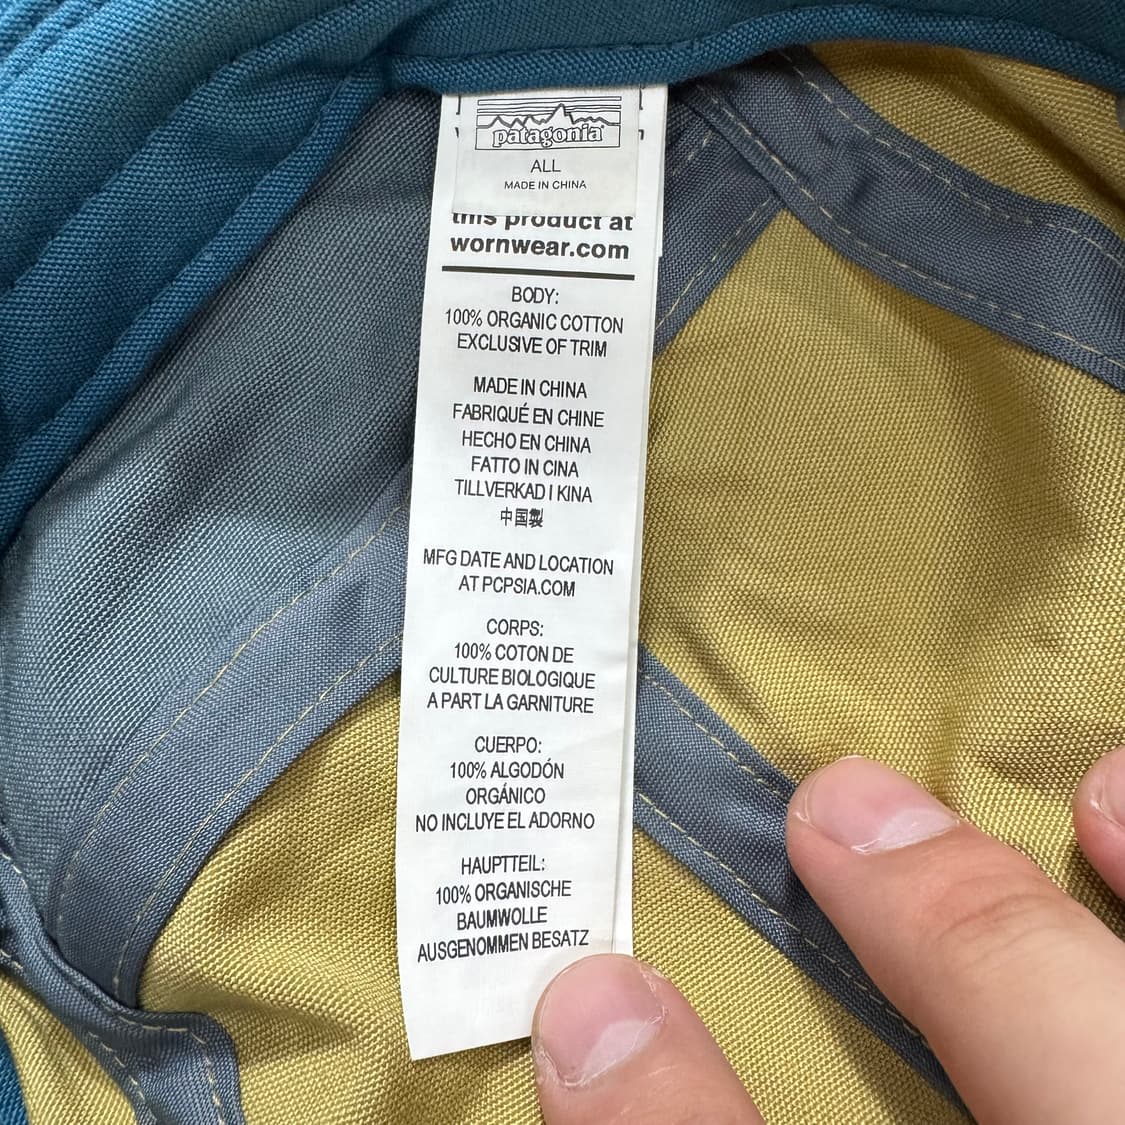 patagonia
ALL
MADE IN CHINA
this product at
wornwear.com
BODY:
100% ORGANIC COTTON
EXCLUSIVE OF TRIM
MADE IN CHINA
FABRIQUÉ EN CHINE
HECHO EN CHINA
FATTO IN CINA
TILLVERKAD I KINA
中国製
MFG DATE AND LOCATION
AT PCPSIA.COM
CORPS:
100% COTON DE
CULTURE BIOLOGIQUE
A PART LA GARNITURE
CUERPO:
100% ALGODÓN
ORGÁNICO
NO INCLUYE EL ADORNO
HAUPTTEIL:
100% ORGANISCHE
BAUMWOLLE
AUSGENOMMEN BESATZ